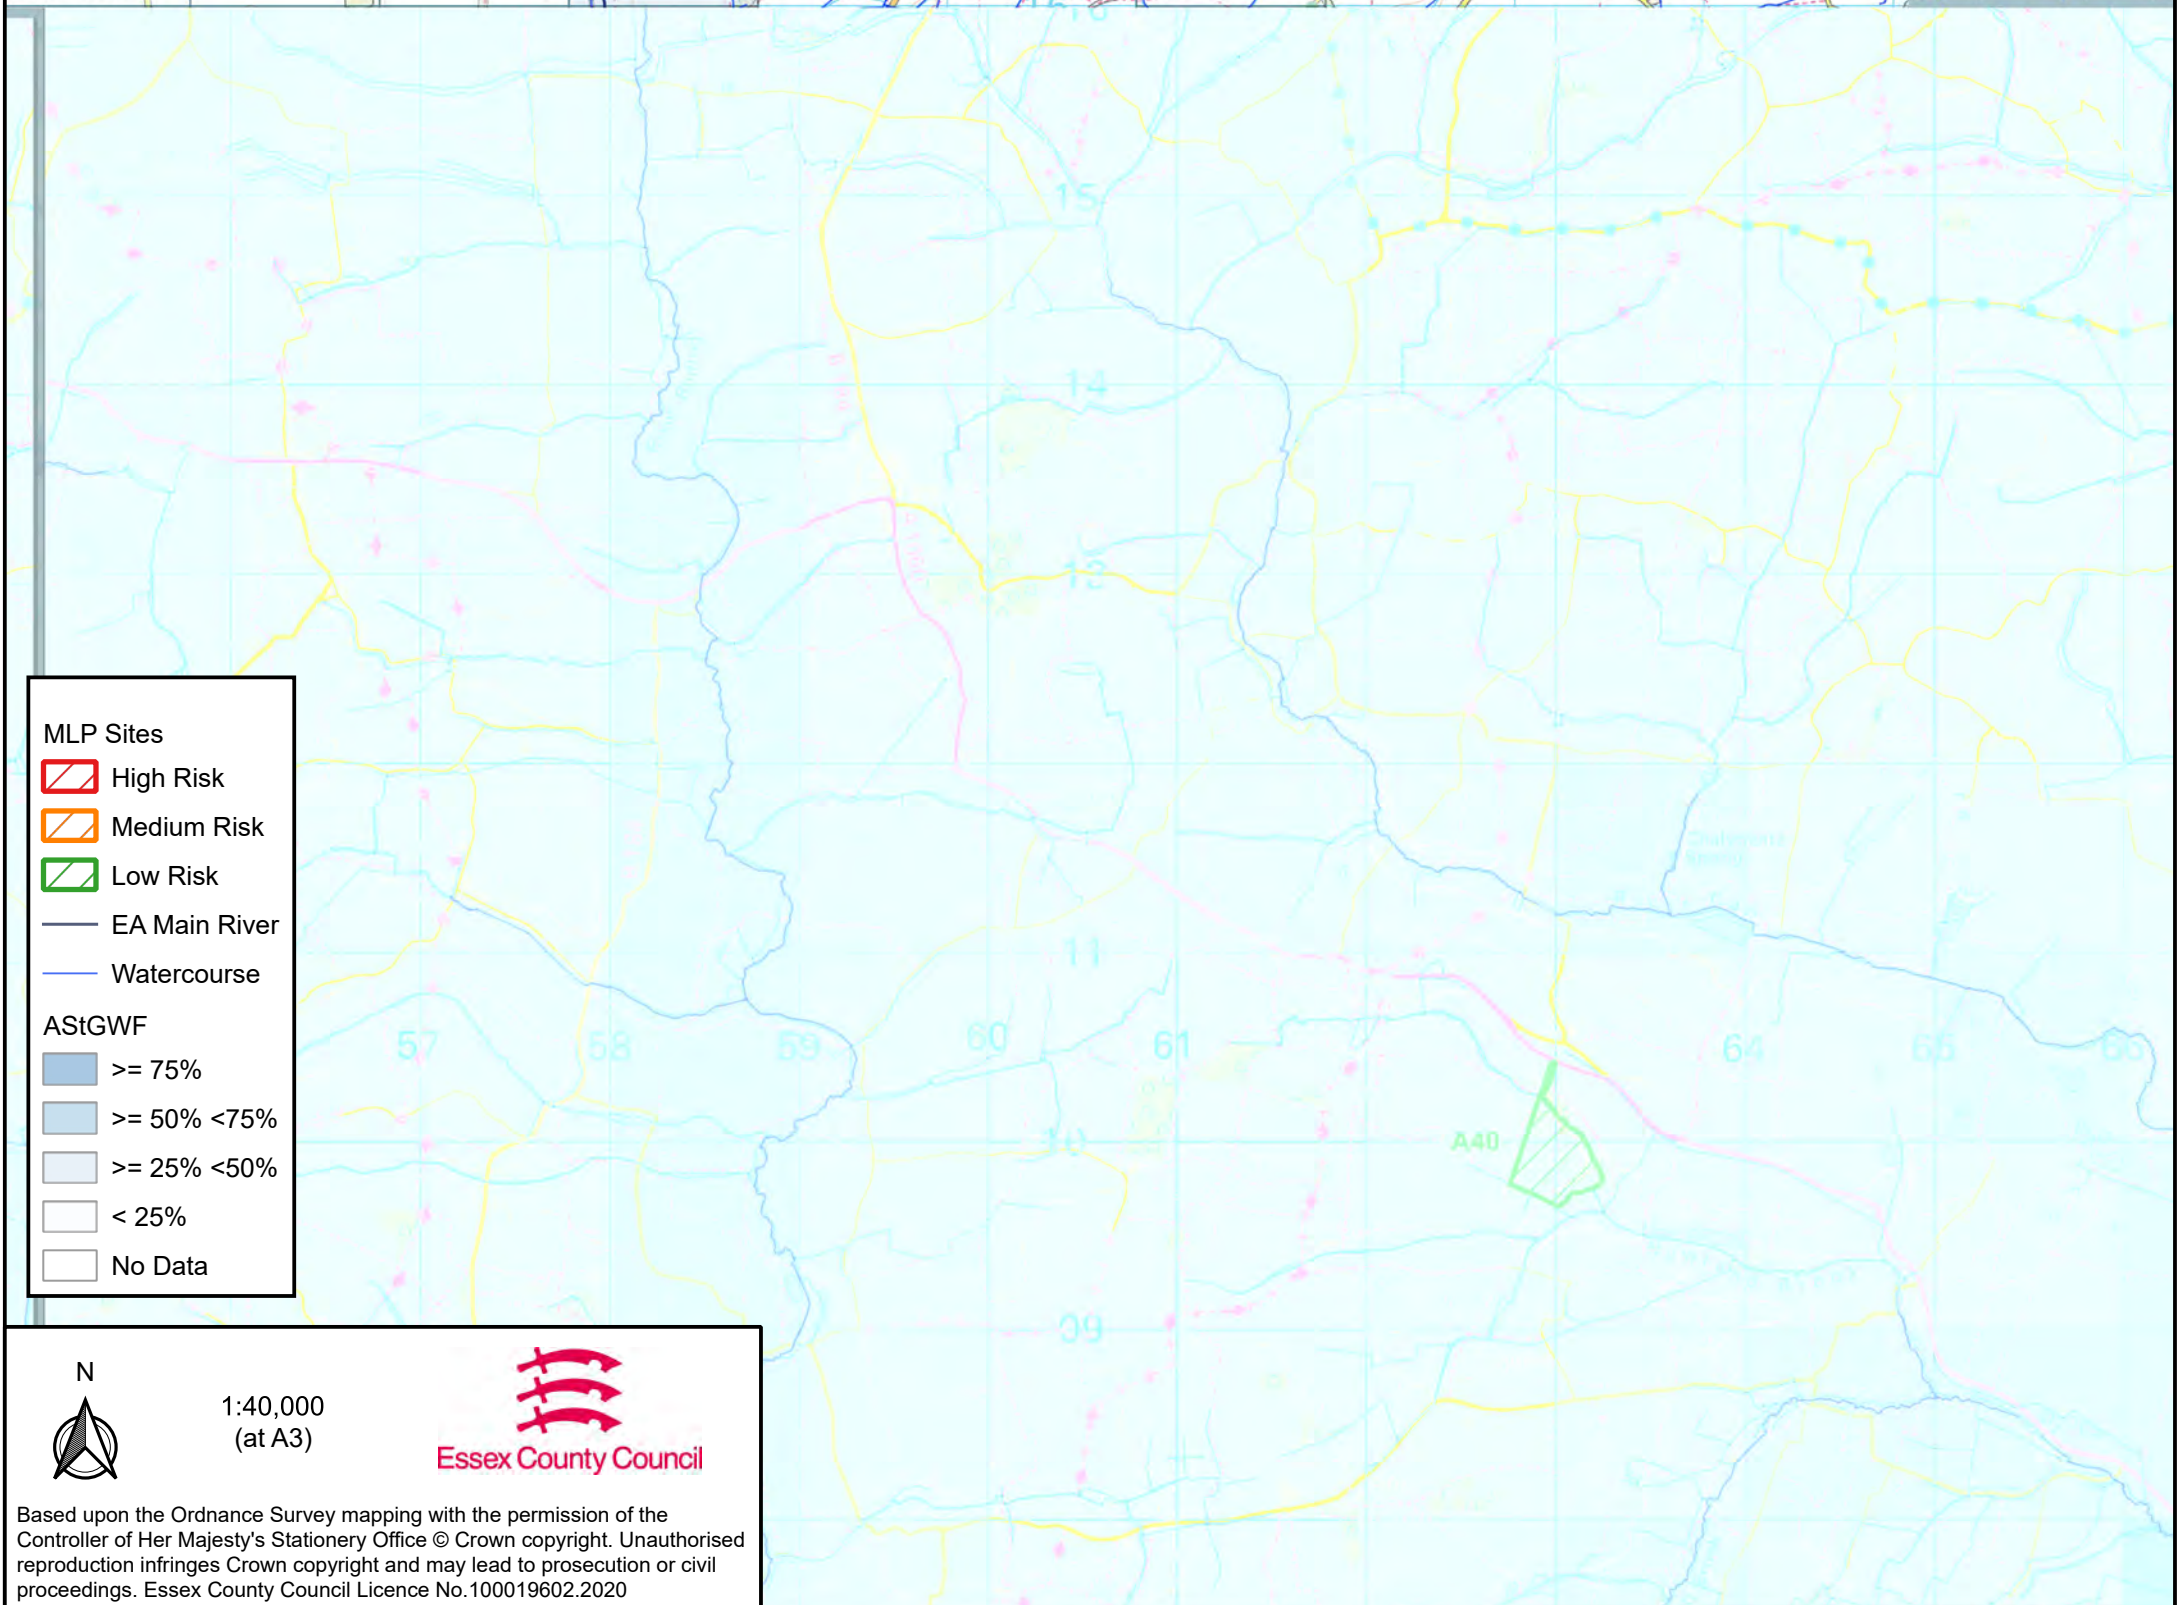 15
14
12
11
57
58
59
60
61
64
65
66
A40
10
09
MLP Sites
High Risk
Medium Risk
Low Risk
EA Main River
Watercourse
AStGWF
>= 75%
>= 50% <75%
>= 25% <50%
< 25%
No Data
N
1:40,000
(at A3)
Essex County Council
Based upon the Ordnance Survey mapping with the permission of the
Controller of Her Majesty's Stationery Office © Crown copyright. Unauthorised
reproduction infringes Crown copyright and may lead to prosecution or civil
proceedings. Essex County Council Licence No.100019602.2020